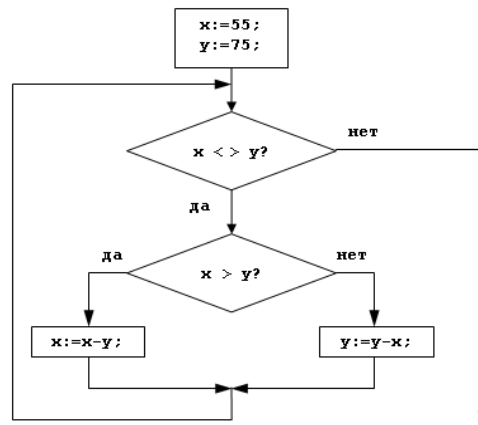 x:=55;
y:=75;
x < > y?
нет
да
x > y?
да
нет
x:=x-y;
y:=y-x;